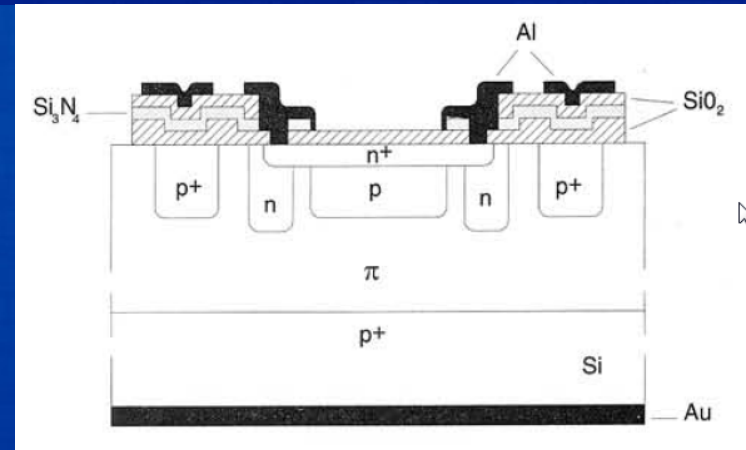 Al
Si₃N₄
SiO₂
n+
p+
n
p
n
p+
π
p+
Si
Au